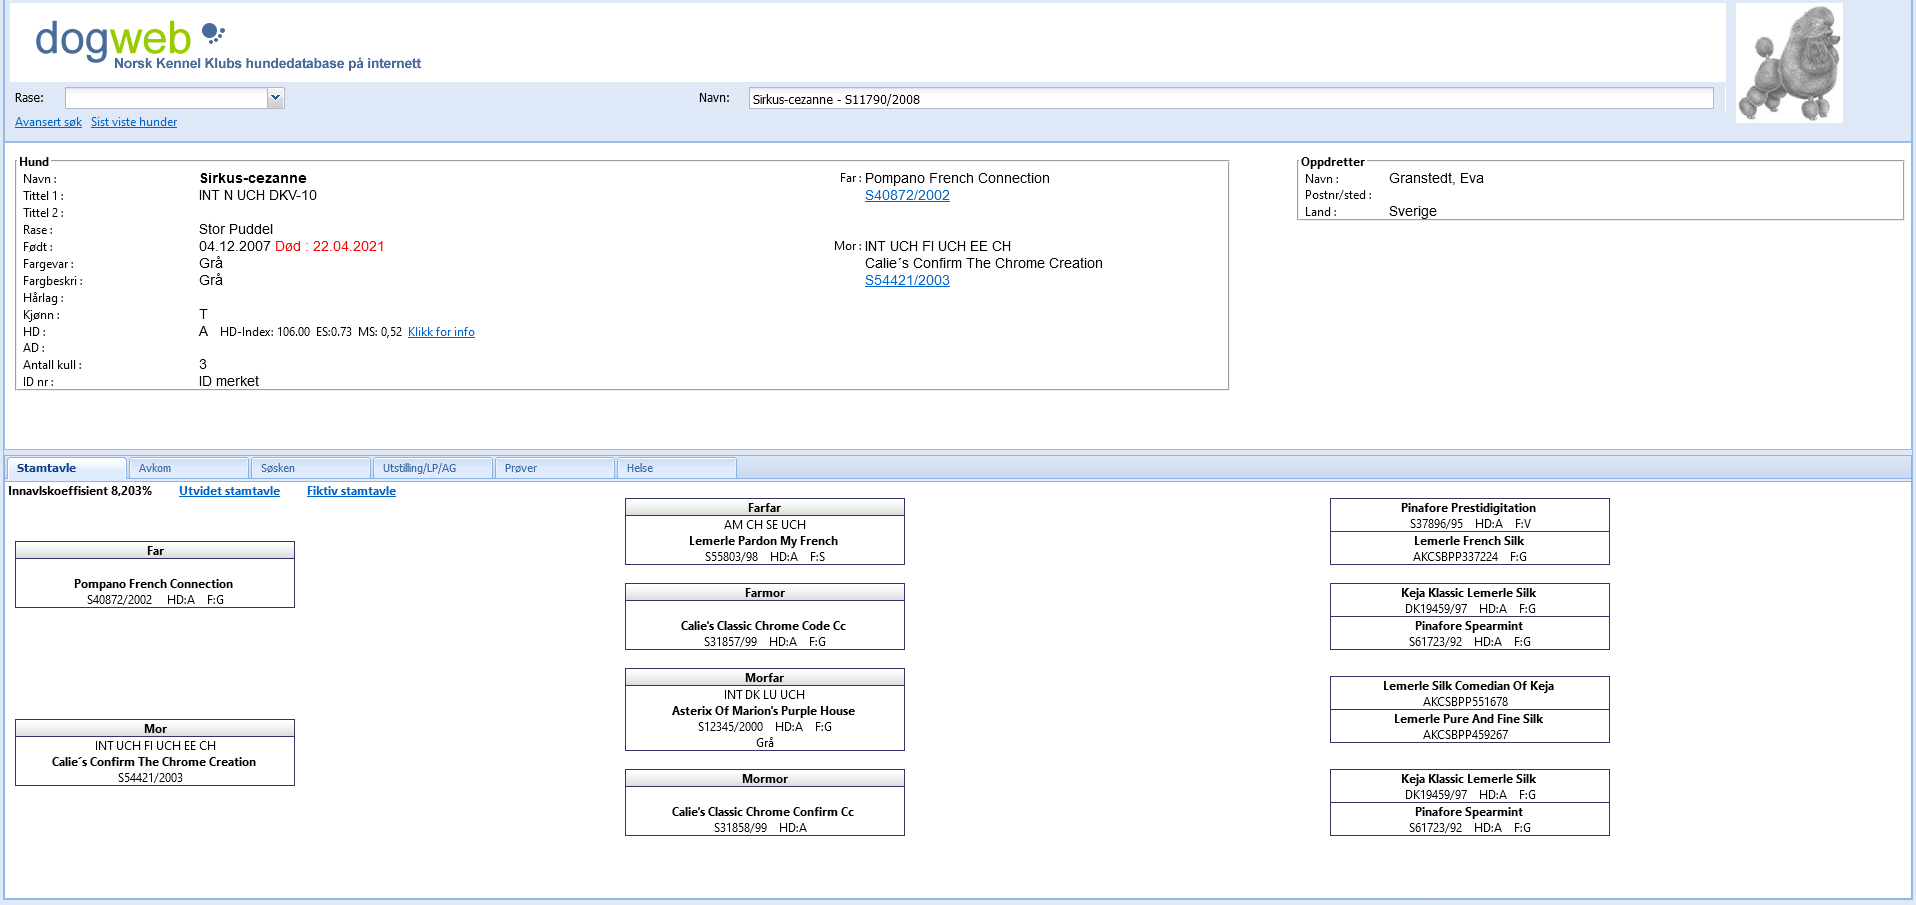 dogweb
Norsk Kennel Klubs hundedatabase på internett
Rase:
Navn: Sirkus-cezanne - S11790/2008
Avansert søk Sist viste hunder
Hund
Navn : Sirkus-cezanne
Tittel 1 : INT N UCH DKV-10
Tittel 2 :
Rase : Stor Puddel
Født : 04.12.2007 Død : 22.04.2021
Fargevar : Grå
Fargbeskri : Grå
Hårlag :
Kjønn : T
HD : A HD-Index: 106.00 ES:0.73 MS: 0,52 Klikk for info
AD :
Antall kull : 3
ID nr : ID merket
Far : Pompano French Connection
S40872/2002
Mor : INT UCH FI UCH EE CH
Calie´s Confirm The Chrome Creation
S54421/2003
Oppdretter
Navn : Granstedt, Eva
Postnr/sted :
Land : Sverige
Stamtavle Avkom Søsken Utstilling/LP/AG Prøver Helse
Innavlskoeffisient 8,203% Utvidet stamtavle Fiktiv stamtavle
Far
Pompano French Connection
S40872/2002 HD:A F:G
Mor
INT UCH FI UCH EE CH
Calie´s Confirm The Chrome Creation
S54421/2003
Farfar
AM CH SE UCH
Lemerle Pardon My French
S55803/98 HD:A F:S
Farmor
Calie's Classic Chrome Code Cc
S31857/99 HD:A F:G
Morfar
INT DK LU UCH
Asterix Of Marion's Purple House
S12345/2000 HD:A F:G
Grå
Mormor
Calie's Classic Chrome Confirm Cc
S31858/99 HD:A
Pinafore Prestidigitation
S37896/95 HD:A F:V
Lemerle French Silk
AKCSBPP337224 F:G
Keja Klassic Lemerle Silk
DK19459/97 HD:A F:G
Pinafore Spearmint
S61723/92 HD:A F:G
Lemerle Silk Comedian Of Keja
AKCSBPP551678
Lemerle Pure And Fine Silk
AKCSBPP459267
Keja Klassic Lemerle Silk
DK19459/97 HD:A F:G
Pinafore Spearmint
S61723/92 HD:A F:G